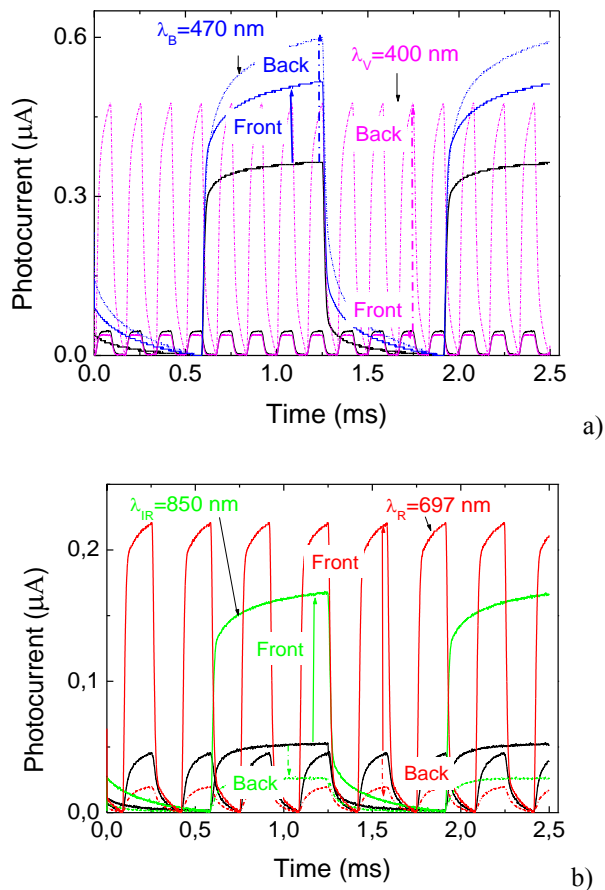 λB=470 nm
λV=400 nm
Back
Front
Back
Front
0.6
0.3
0.0
Photocurrent (μA)
0.0 0.5 1.0 1.5 2.0 2.5
Time (ms)
a)
λIR=850 nm
λR=697 nm
Front
Front
Back
Back
0,2
0,1
0,0
Photocurrent (μA)
0,0 0,5 1,0 1,5 2,0 2,5
Time (ms)
b)